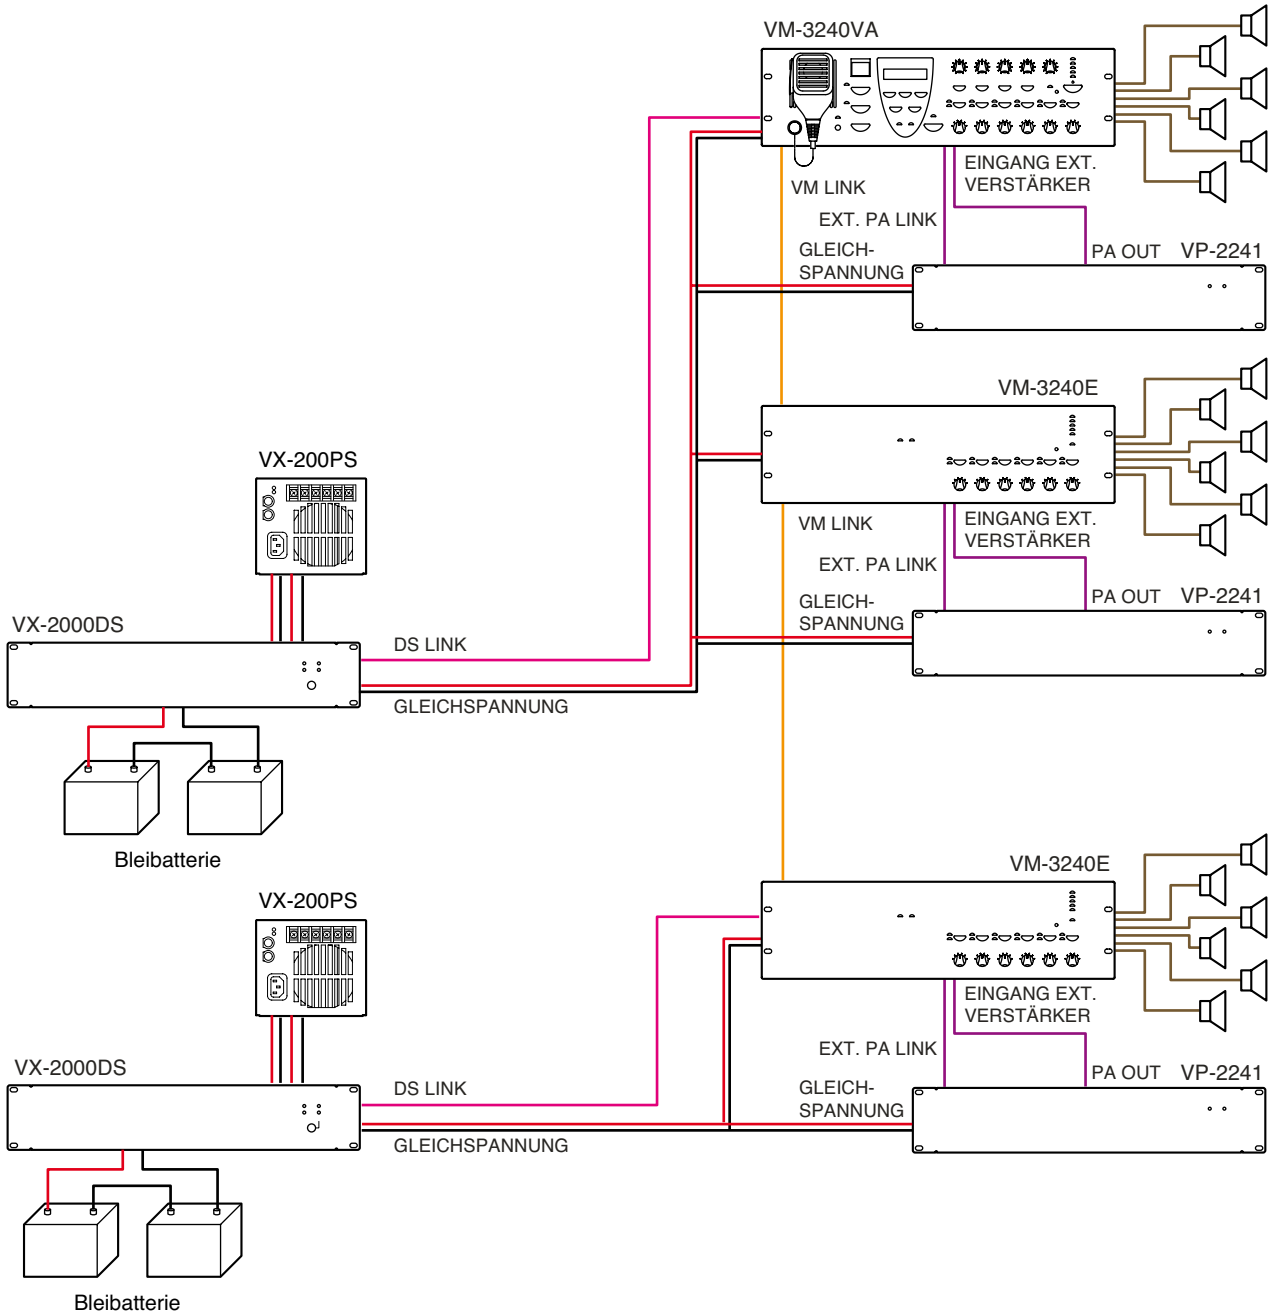 VM-3240VA
VM LINK
EINGANG EXT.
VERSTÄRKER
EXT. PA LINK
GLEICH-
SPANNUNG
PA OUT
VP-2241
VM-3240E
VX-200PS
VM LINK
EINGANG EXT.
VERSTÄRKER
EXT. PA LINK
GLEICH-
SPANNUNG
PA OUT
VP-2241
VX-2000DS
DS LINK
GLEICHSPANNUNG
Bleibatterie
VM-3240E
VX-200PS
EINGANG EXT.
VERSTÄRKER
EXT. PA LINK
GLEICH-
SPANNUNG
PA OUT
VP-2241
VX-2000DS
DS LINK
GLEICHSPANNUNG
Bleibatterie